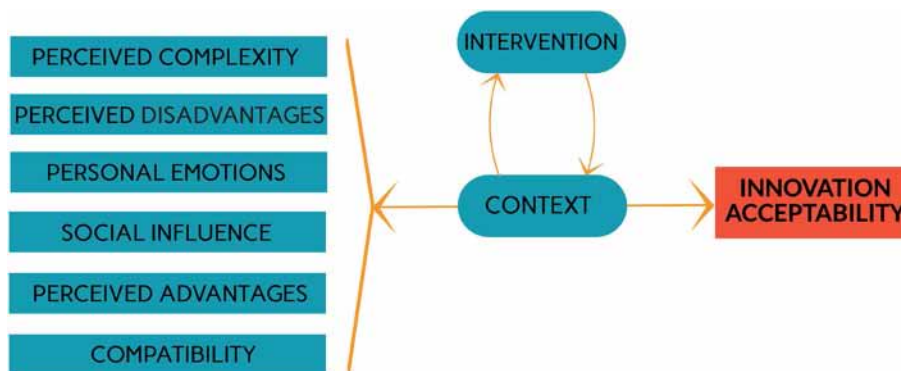 PERCEIVED COMPLEXITY
PERCEIVED DISADVANTAGES
PERSONAL EMOTIONS
SOCIAL INFLUENCE
PERCEIVED ADVANTAGES
COMPATIBILITY
INTERVENTION
CONTEXT
INNOVATION
ACCEPTABILITY